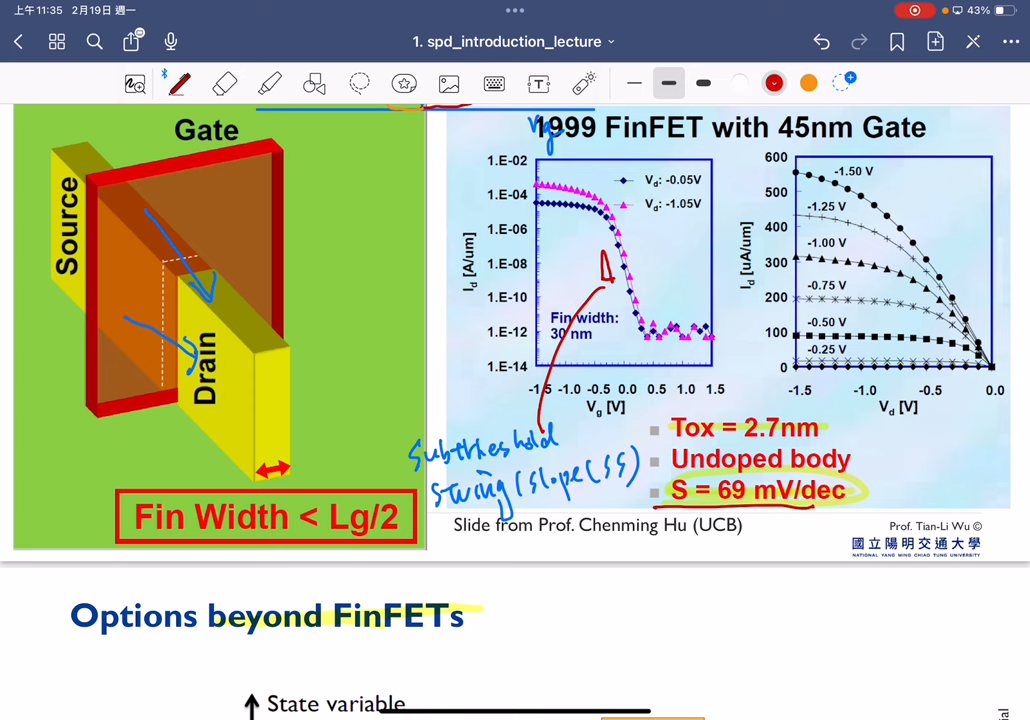 上午11:35 2月19日 週一
43%
1. spd_introduction_lecture
Gate
Source
Drain
Fin Width < Lg/2
Vg
1999 FinFET with 45nm Gate
1.E-02
1.E-04
1.E-06
1.E-08
1.E-10
1.E-12
1.E-14
Id [A/um]
Vd: -0.05V
Vd: -1.05V
Fin width:
30 nm
-1.5 -1.0 -0.5 0.0 0.5 1.0 1.5
Vg [V]
600
500
400
300
200
100
0
Id [uA/um]
-1.50 V
-1.25 V
-1.00 V
-0.75 V
-0.50 V
-0.25 V
-1.5 -1.0 -0.5 0.0
Vd [V]
Subthreshold
swing/slope(SS)
Tox = 2.7nm
Undoped body
S = 69 mV/dec
Slide from Prof. Chenming Hu (UCB)
Prof. Tian-Li Wu ©
國立陽明交通大學
NATIONAL YANG MING CHIAO TUNG UNIVERSITY
Options beyond FinFETs
State variable